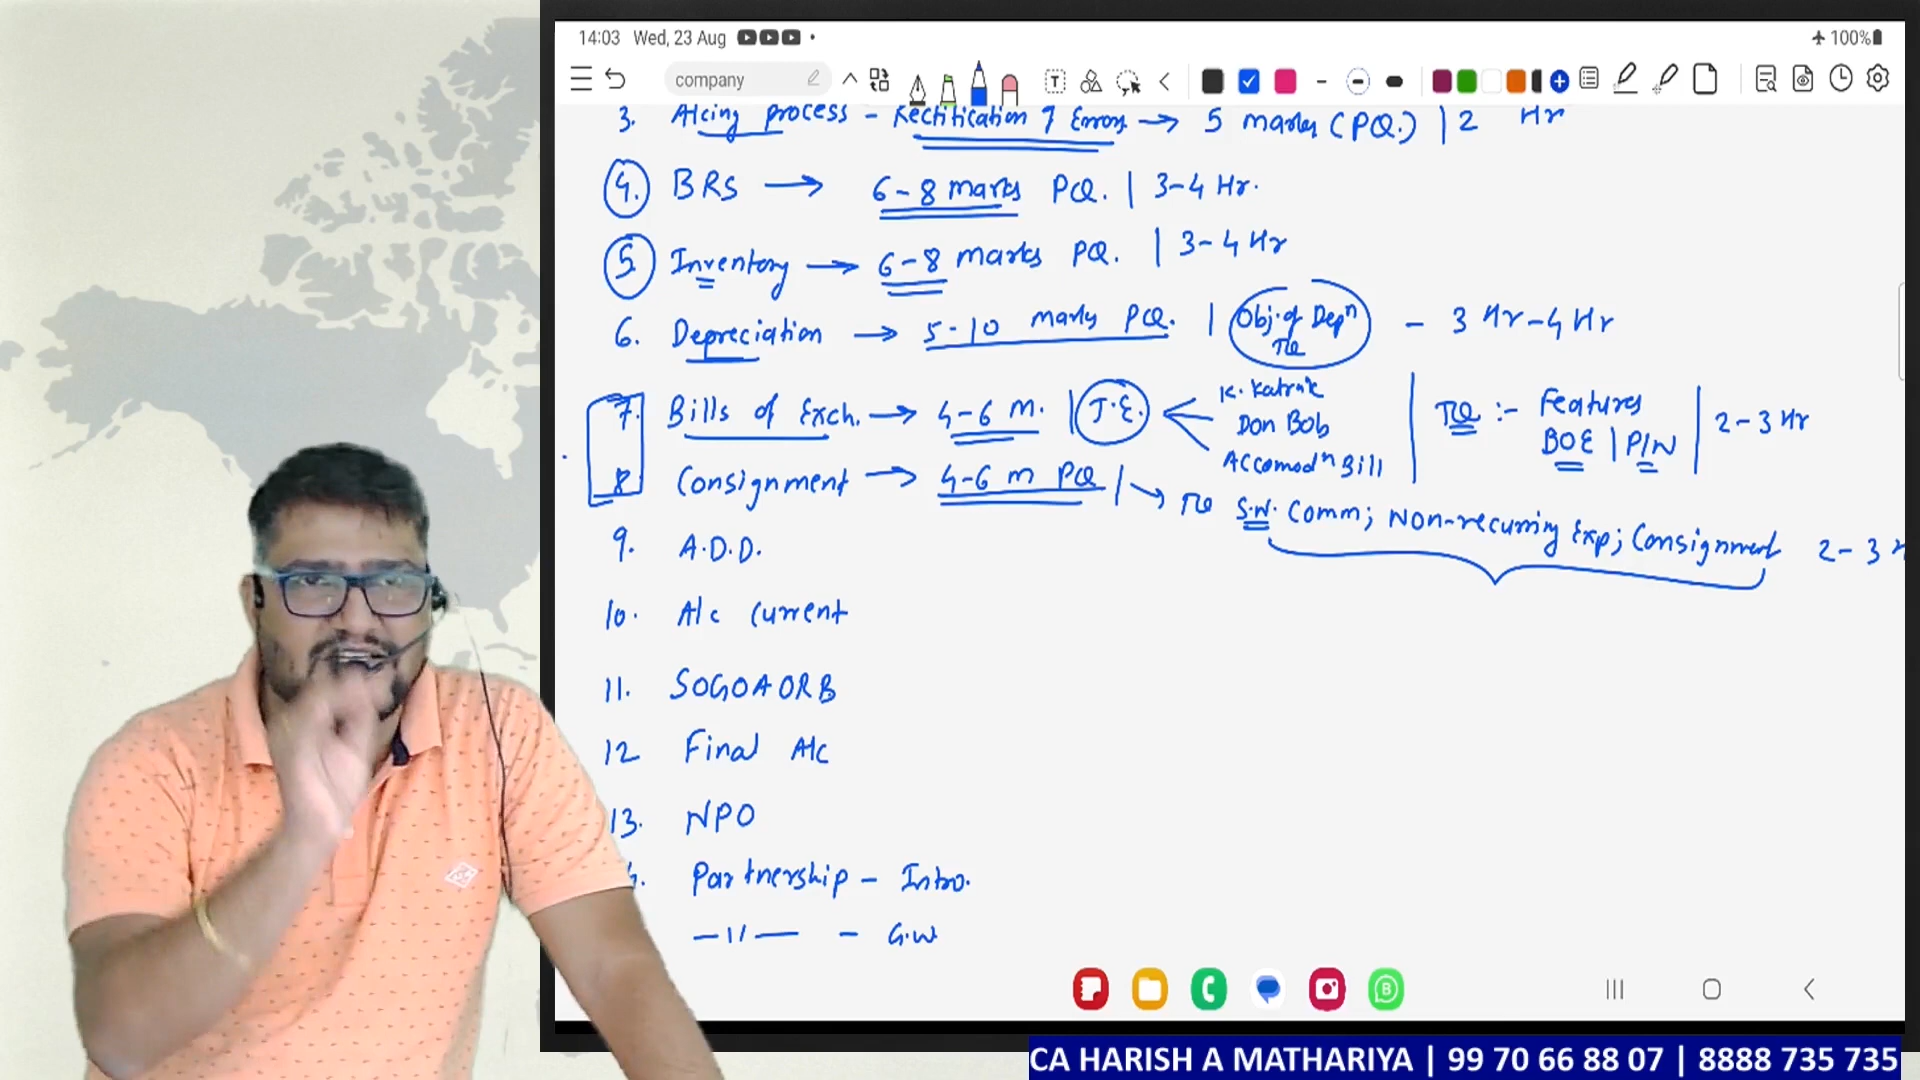 14:03 Wed, 23 Aug
100%
company
3. A/cing process - Rectification of Errors → 5 marks (PQ.) | 2 Hr
4. BRS → 6-8 marks PQ. | 3-4 Hr.
5. Inventory → 6-8 marks PQ. | 3-4 Hr
6. Depreciation → 5-10 marks PQ. | Obj. of Depn TQ - 3 Hr-4 Hr
7. Bills of Exch. → 4-6 m. | J.E.
K. Katrak
Don Bob
Accomodn Bill
TQ :- Features
BOE | P/N
2-3 Hr
8 Consignment → 4-6 m PQ | → TQ S.N. Comm; Non-recurring Exp; Consignment 2-3
9. A.D.D.
10. A/c Current
11. SOGOAORB
12 Final A/c
13. NPO
Partnership - Intro.
—11— - G.W
CA HARISH A MATHARIYA | 99 70 66 88 07 | 8888 735 735